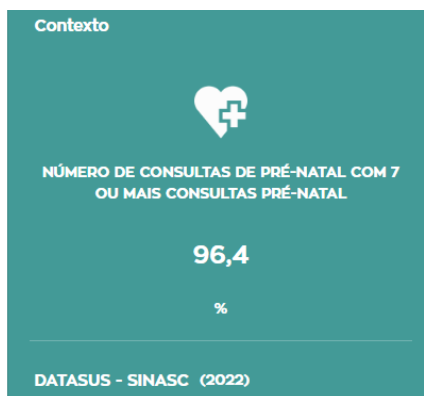 Contexto
NÚMERO DE CONSULTAS DE PRÉ-NATAL COM 7
OU MAIS CONSULTAS PRÉ-NATAL
96,4
%
DATASUS - SINASC (2022)